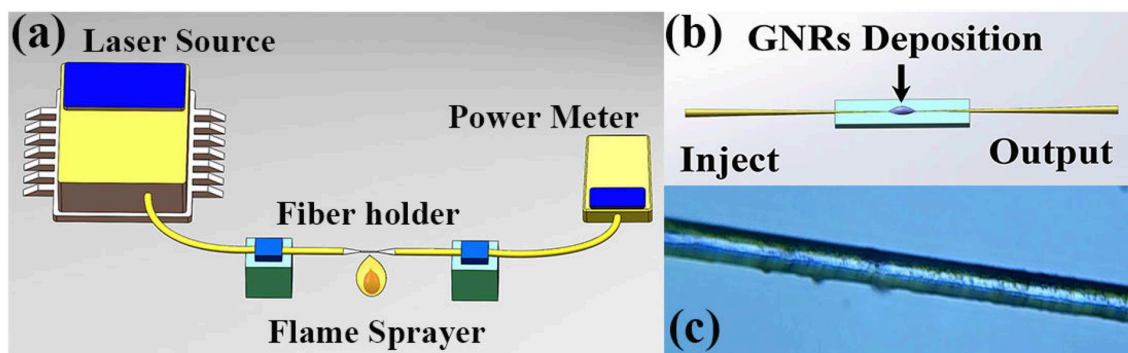 (a)
Laser Source
Power Meter
Fiber holder
Flame Sprayer
(b)
GNRs Deposition
Inject
Output
(c)